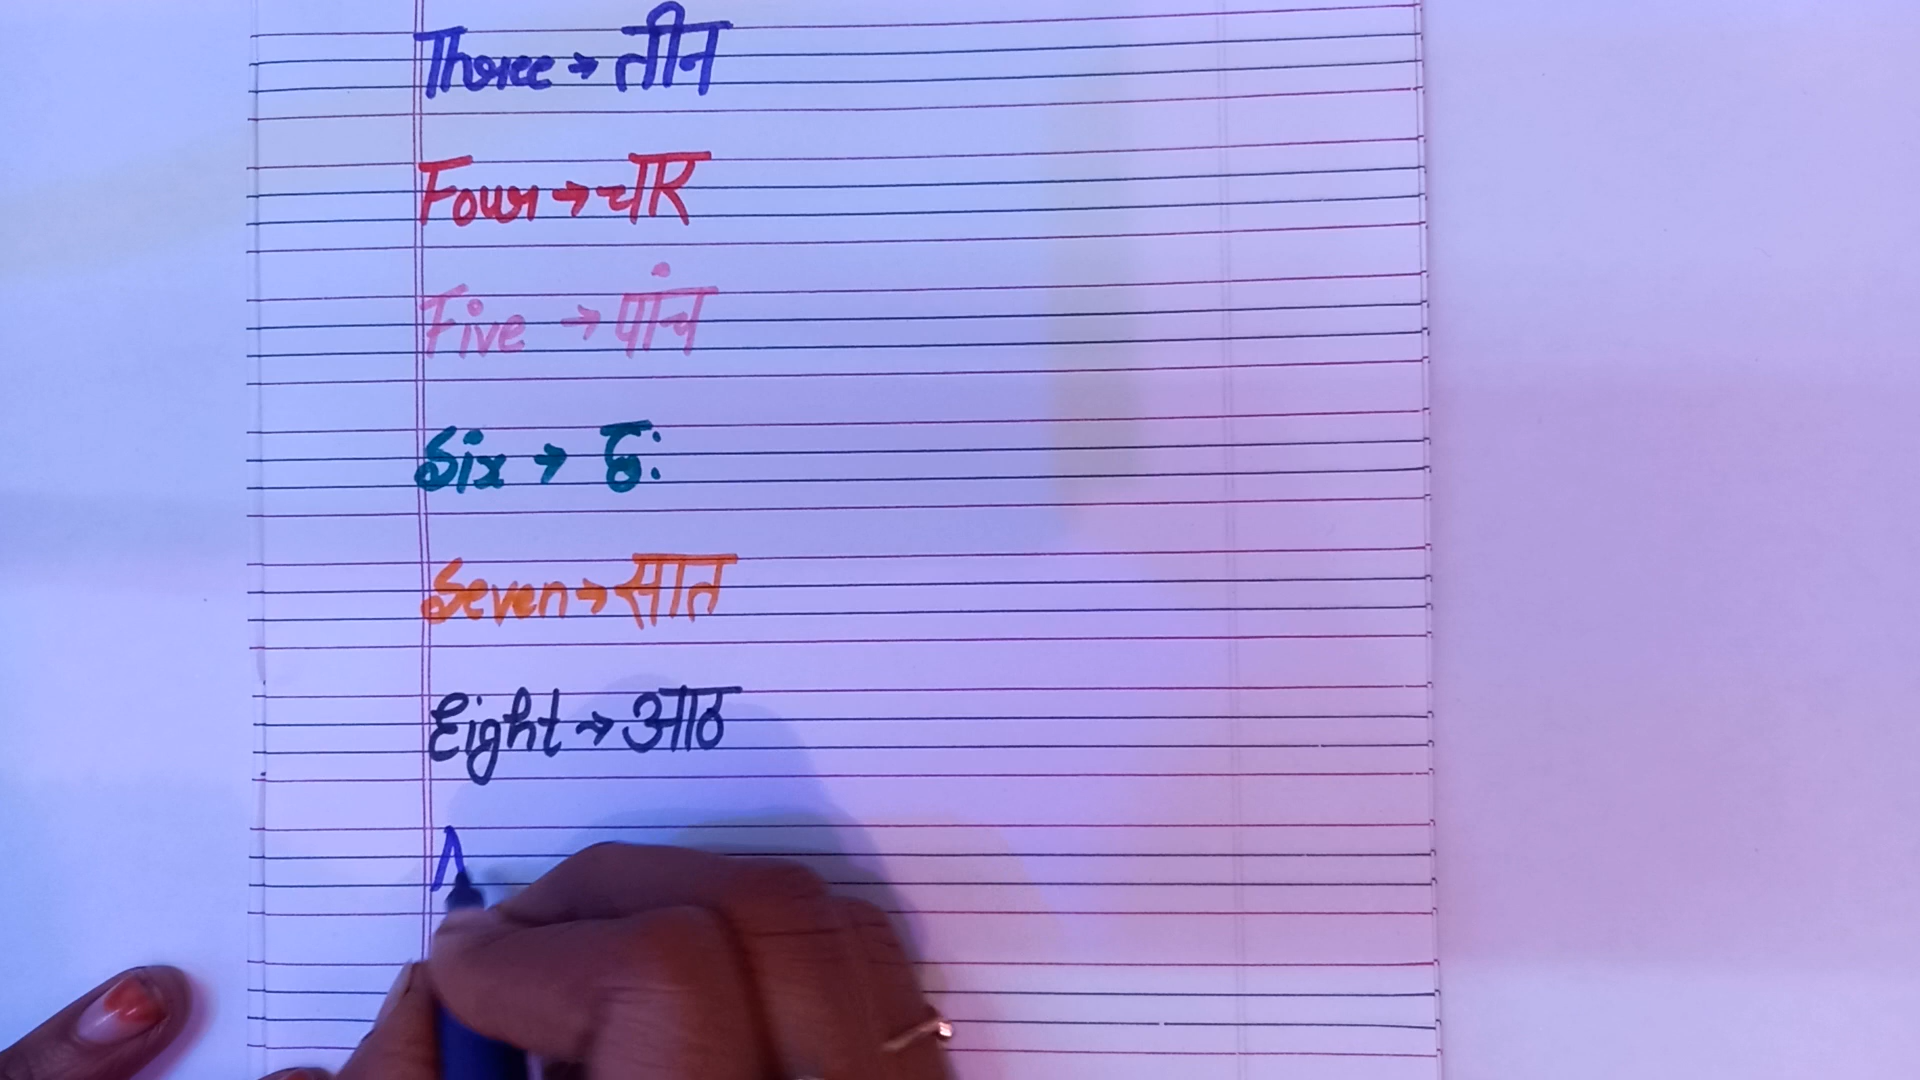 Three → तीन
Four → चार
Five → पांच
Six → छः
Seven → सात
Eight → आठ